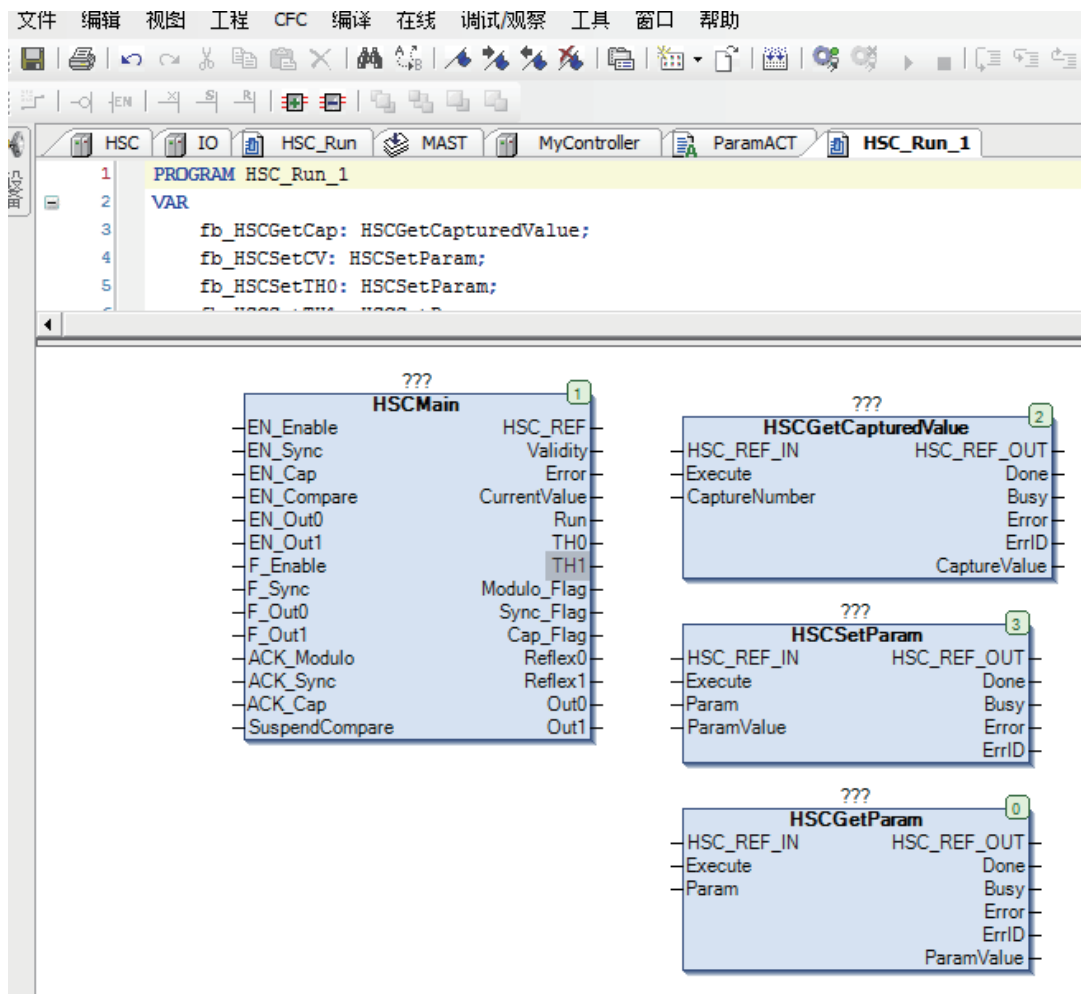 文件 编辑 视图 工程 CFC 编译 在线 调试/观察 工具 窗口 帮助
HSC IO HSC_Run MAST MyController ParamACT HSC_Run_1
设备
1 PROGRAM HSC_Run_1
2 VAR
3 fb_HSCGetCap: HSCGetCapturedValue;
4 fb_HSCSetCV: HSCSetParam;
5 fb_HSCSetTH0: HSCSetParam;
???
1
HSCMain
EN_Enable HSC_REF
EN_Sync Validity
EN_Cap Error
EN_Compare CurrentValue
EN_Out0 Run
EN_Out1 TH0
F_Enable TH1
F_Sync Modulo_Flag
F_Out0 Sync_Flag
F_Out1 Cap_Flag
ACK_Modulo Reflex0
ACK_Sync Reflex1
ACK_Cap Out0
SuspendCompare Out1
???
2
HSCGetCapturedValue
HSC_REF_IN HSC_REF_OUT
Execute Done
CaptureNumber Busy
Error
ErrID
CaptureValue
???
3
HSCSetParam
HSC_REF_IN HSC_REF_OUT
Execute Done
Param Busy
ParamValue Error
ErrID
???
0
HSCGetParam
HSC_REF_IN HSC_REF_OUT
Execute Done
Param Busy
Error
ErrID
ParamValue